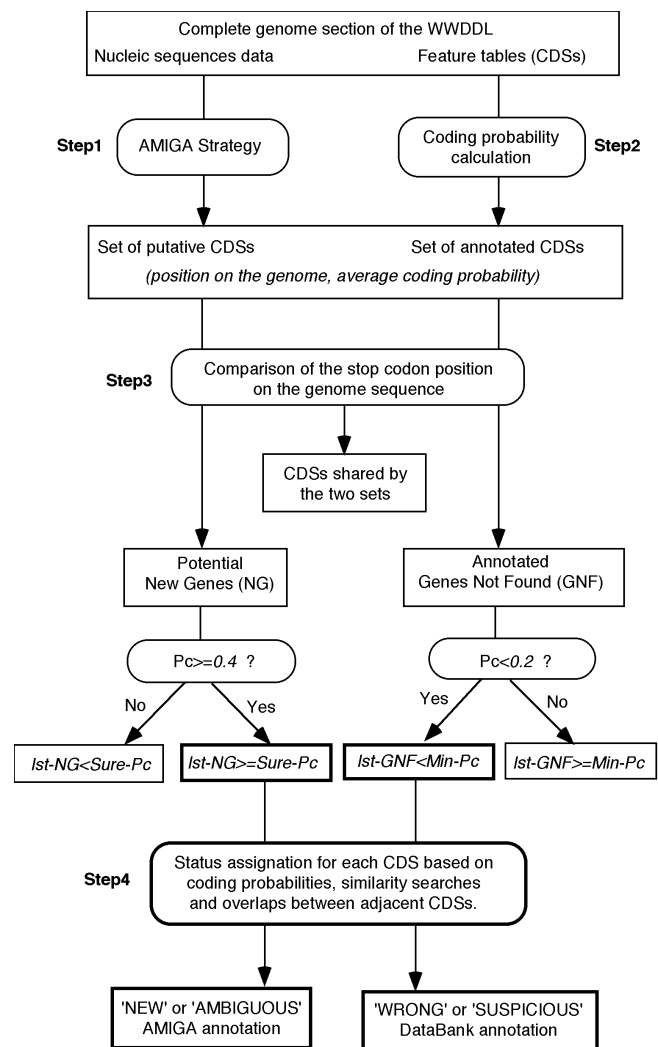 Complete genome section of the WWDDL
Nucleic sequences data
Feature tables (CDSs)
Step1
AMIGA Strategy
Coding probability
calculation
Step2
Set of putative CDSs
Set of annotated CDSs
(position on the genome, average coding probability)
Step3
Comparison of the stop codon position
on the genome sequence
CDSs shared by
the two sets
Potential
New Genes (NG)
Annotated
Genes Not Found (GNF)
Pc>=0.4 ?
Pc<0.2 ?
No
Yes
Yes
No
lst-NG<Sure-Pc
lst-NG>=Sure-Pc
lst-GNF<Min-Pc
lst-GNF>=Min-Pc
Step4
Status assignation for each CDS based on
coding probabilities, similarity searches
and overlaps between adjacent CDSs.
'NEW' or 'AMBIGUOUS'
AMIGA annotation
'WRONG' or 'SUSPICIOUS'
DataBank annotation